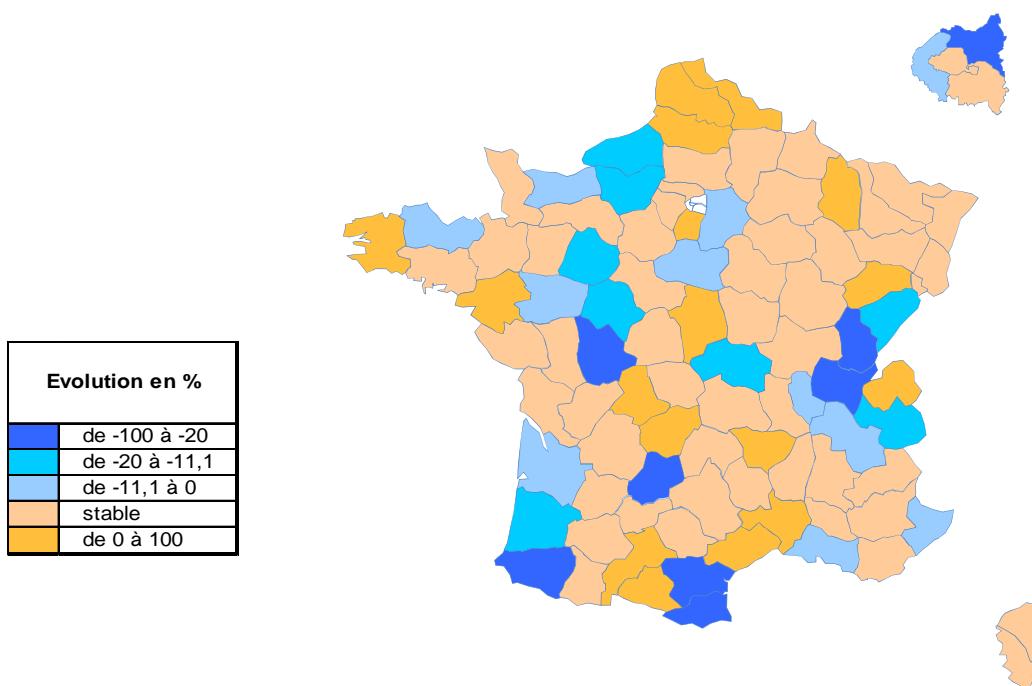 Evolution en %
de -100 à -20
de -20 à -11,1
de -11,1 à 0
stable
de 0 à 100